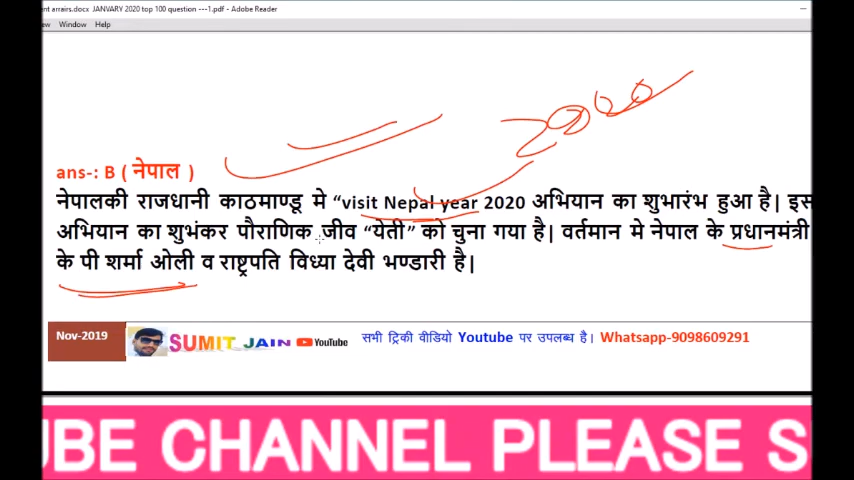 ent arrairs.docx JANVARY 2020 top 100 question ---1.pdf - Adobe Reader
ew Window Help
2020
ans-: B ( नेपाल )
नेपालकी राजधानी काठमाण्डू मे “visit Nepal year 2020 अभियान का शुभारंभ हुआ है| इस
अभियान का शुभंकर पौराणिक जीव “येती” को चुना गया है| वर्तमान मे नेपाल के प्रधानमंत्री
के पी शर्मा ओली व राष्ट्रपति विध्या देवी भण्डारी है|
Nov-2019 SUMIT JAIN YouTube सभी ट्रिकी वीडियो Youtube पर उपलब्ध है। Whatsapp-9098609291
UBE CHANNEL PLEASE S